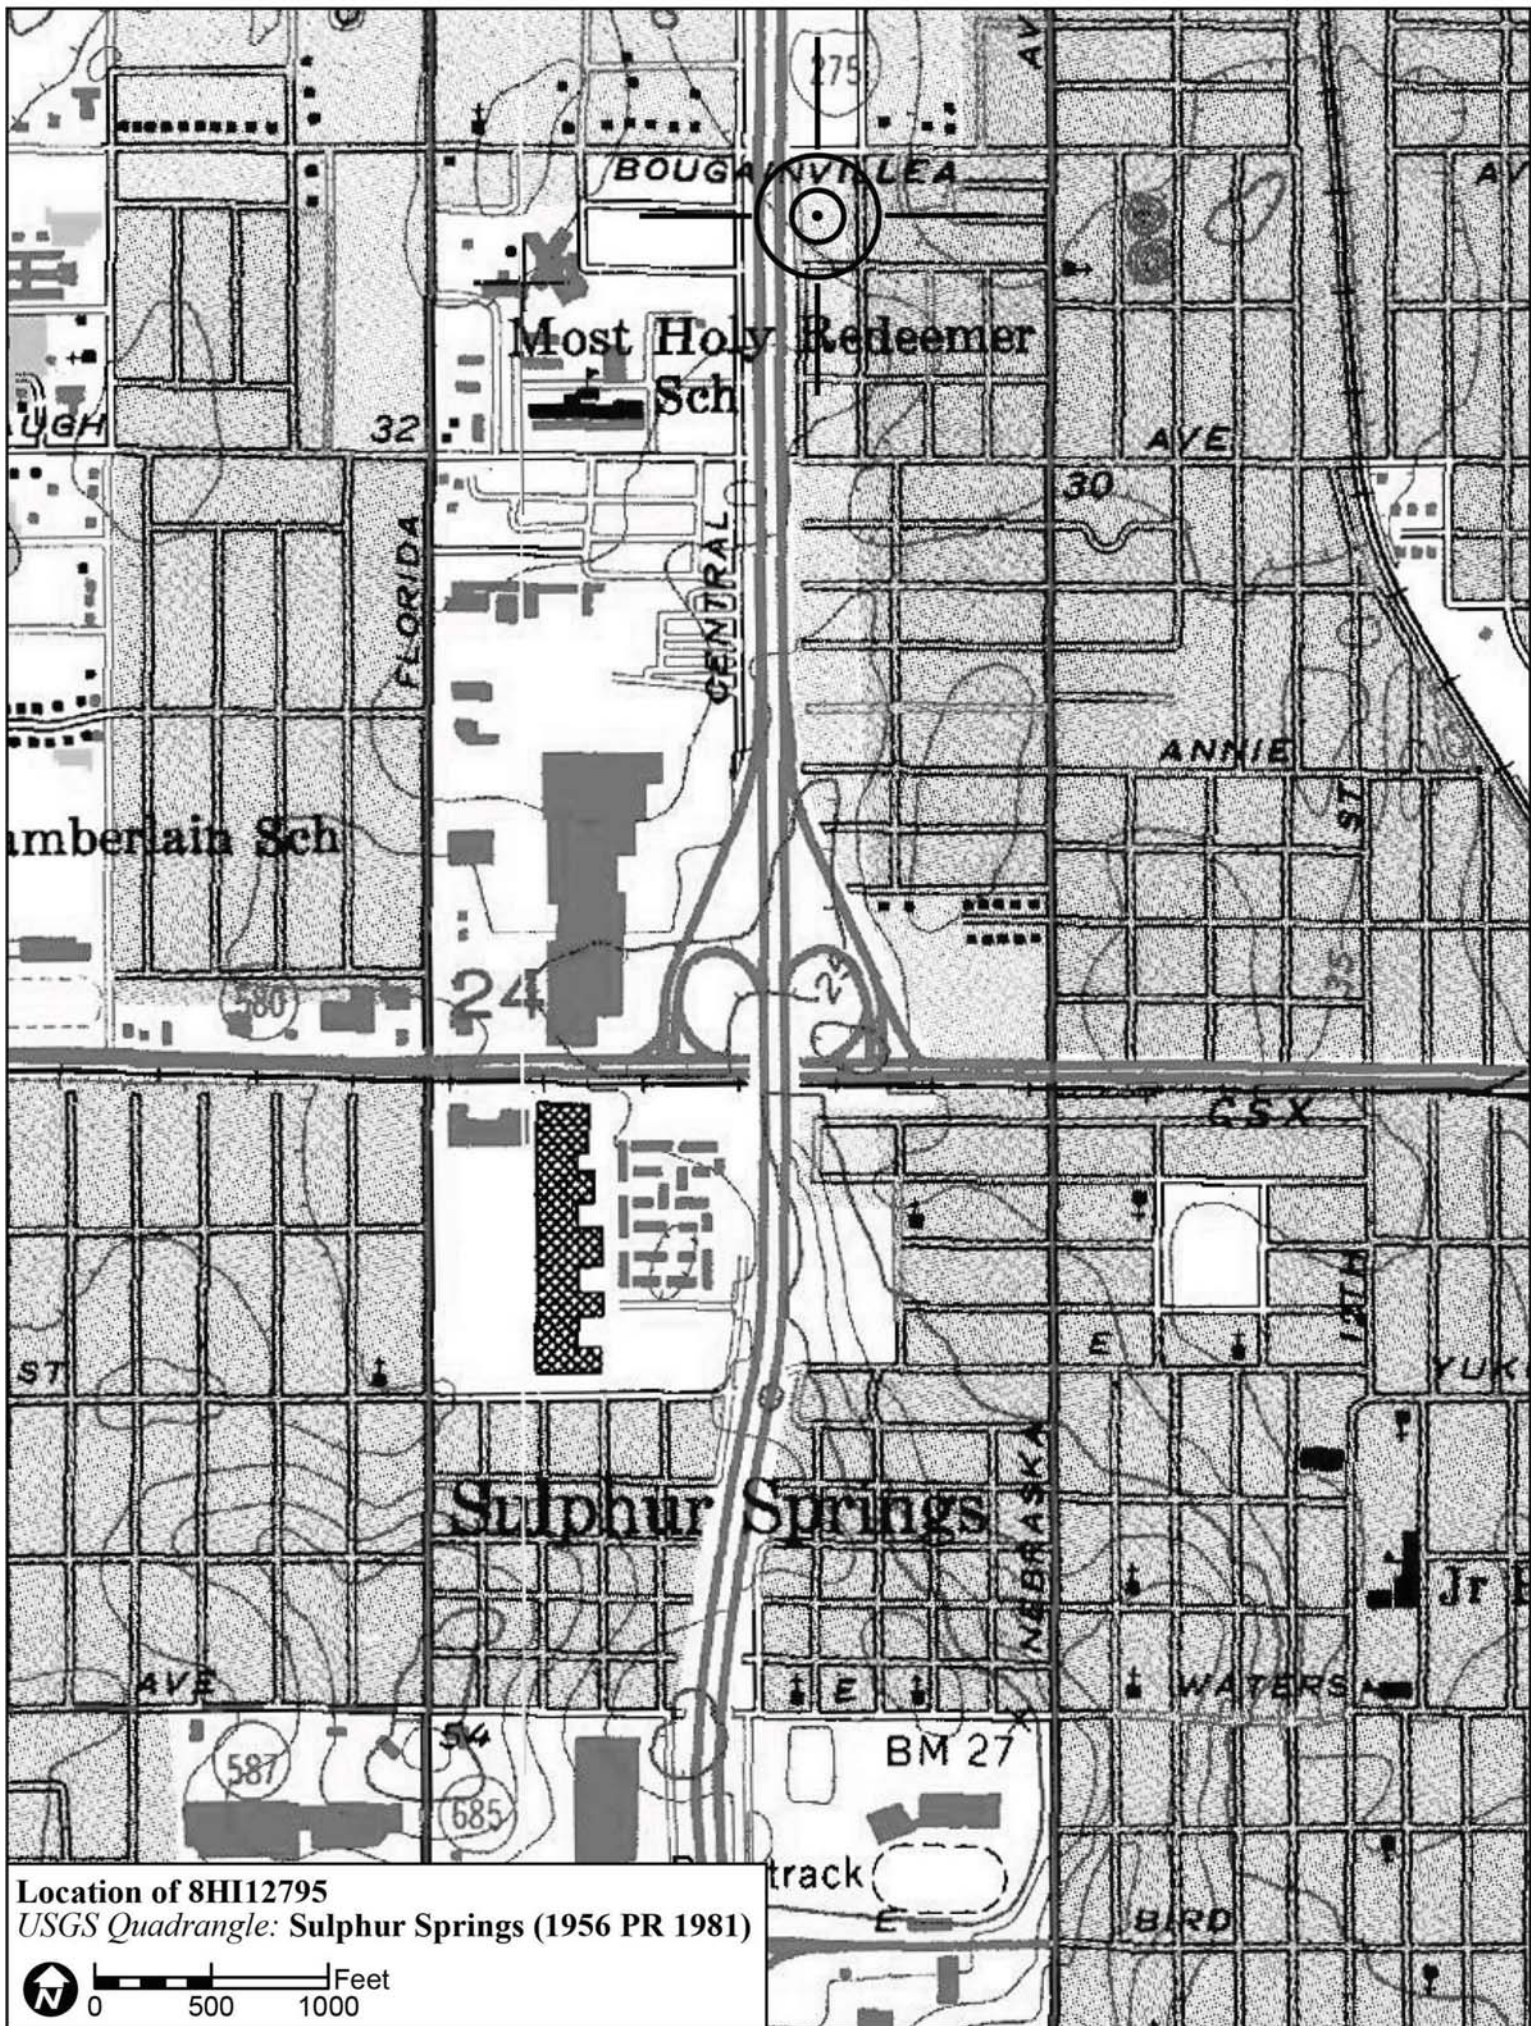 AV
275
BOUGAINVILLEA
AV
Most Holy Redeemer
Sch
32
AVE
30
FLORIDA
CENTRAL
ANNIE
ST
amberlain Sch
24
25
35
580
CSX
12TH
E
ST
YUK
NEBRASKA
Sulphur Springs
Jr
AVE
E
WATERS
54
BM 27
X
587
685
track
E
BIRD
Location of 8HI12795
USGS Quadrangle: Sulphur Springs (1956 PR 1981)
N
Feet
0 500 1000